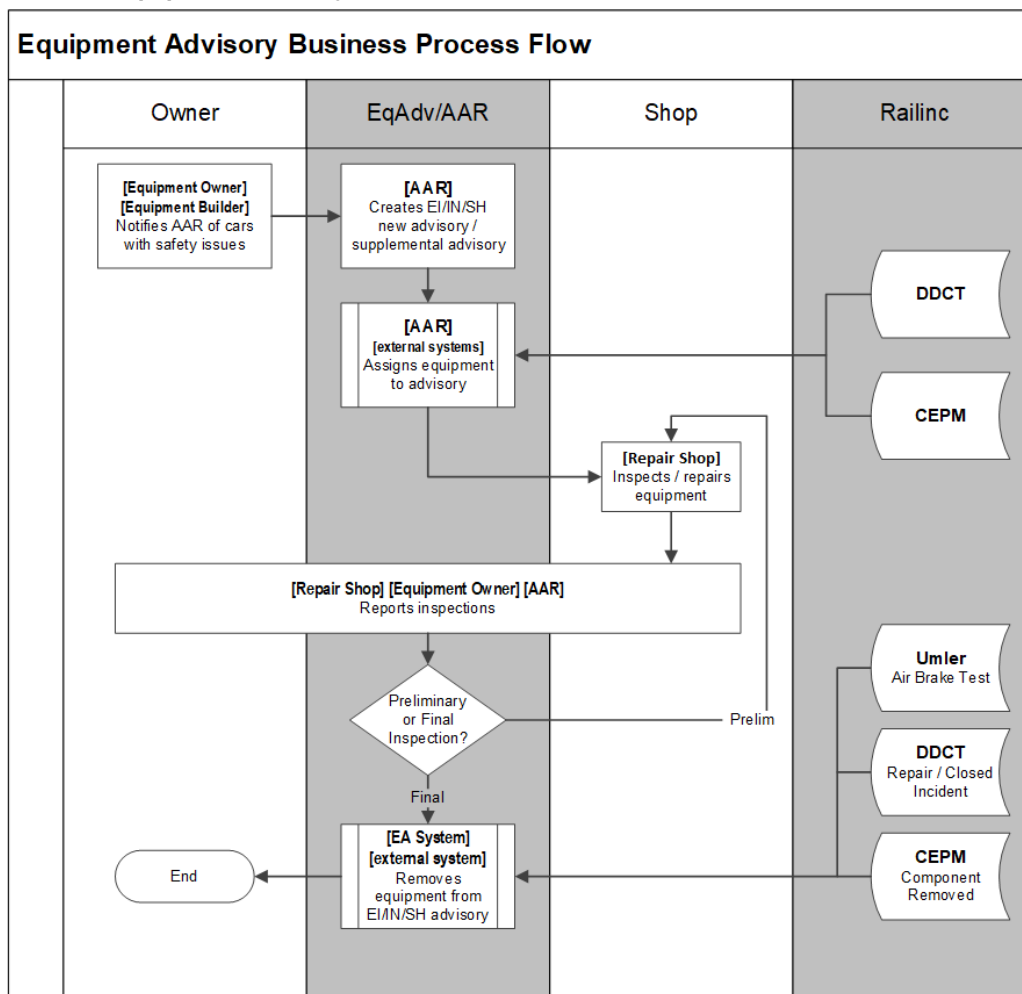 Equipment Advisory Business Process Flow
Owner
EqAdv/AAR
Shop
Railinc
[Equipment Owner]
[Equipment Builder]
Notifies AAR of cars
with safety issues
[AAR]
Creates EI/IN/SH
new advisory /
supplemental advisory
DDCT
[AAR]
[external systems]
Assigns equipment
to advisory
CEPM
[Repair Shop]
Inspects / repairs
equipment
[Repair Shop] [Equipment Owner] [AAR]
Reports inspections
Umler
Air Brake Test
Preliminary
or Final
Inspection?
Prelim
DDCT
Repair / Closed
Incident
Final
[EA System]
[external system]
Removes
equipment from
EI/IN/SH advisory
End
CEPM
Component
Removed